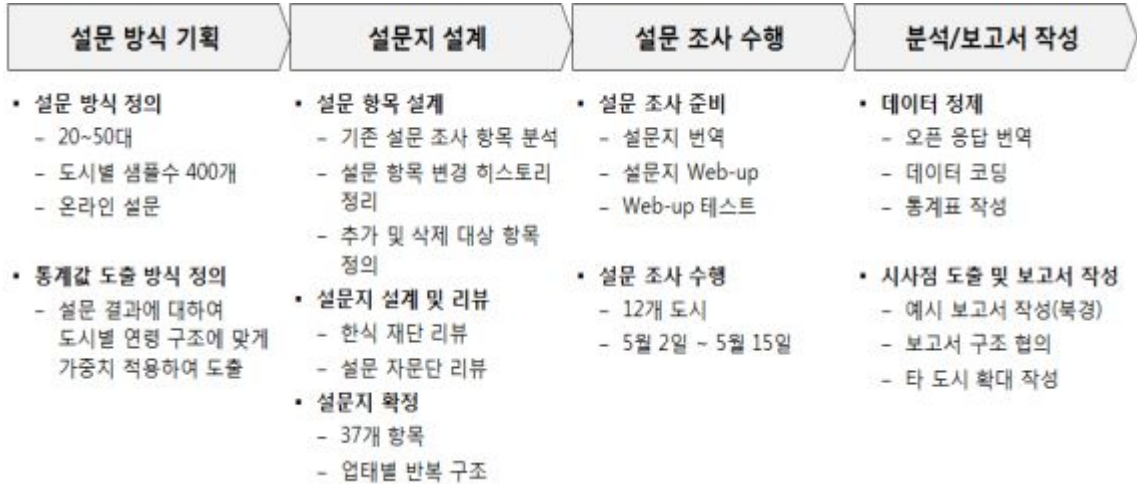 설문 방식 기획
▪ 설문 방식 정의
– 20~50대
– 도시별 샘플수 400개
– 온라인 설문
▪ 통계값 도출 방식 정의
– 설문 결과에 대하여
도시별 연령 구조에 맞게
가중치 적용하여 도출
설문지 설계
▪ 설문 항목 설계
– 기존 설문 조사 항목 분석
– 설문 항목 변경 히스토리
정리
– 추가 및 삭제 대상 항목
정의
▪ 설문지 설계 및 리뷰
– 한식 재단 리뷰
– 설문 자문단 리뷰
▪ 설문지 확정
– 37개 항목
– 업태별 반복 구조
설문 조사 수행
▪ 설문 조사 준비
– 설문지 번역
– 설문지 Web-up
– Web-up 테스트
▪ 설문 조사 수행
– 12개 도시
– 5월 2일 ~ 5월 15일
분석/보고서 작성
▪ 데이터 정제
– 오픈 응답 번역
– 데이터 코딩
– 통계표 작성
▪ 시사점 도출 및 보고서 작성
– 예시 보고서 작성(북경)
– 보고서 구조 협의
– 타 도시 확대 작성